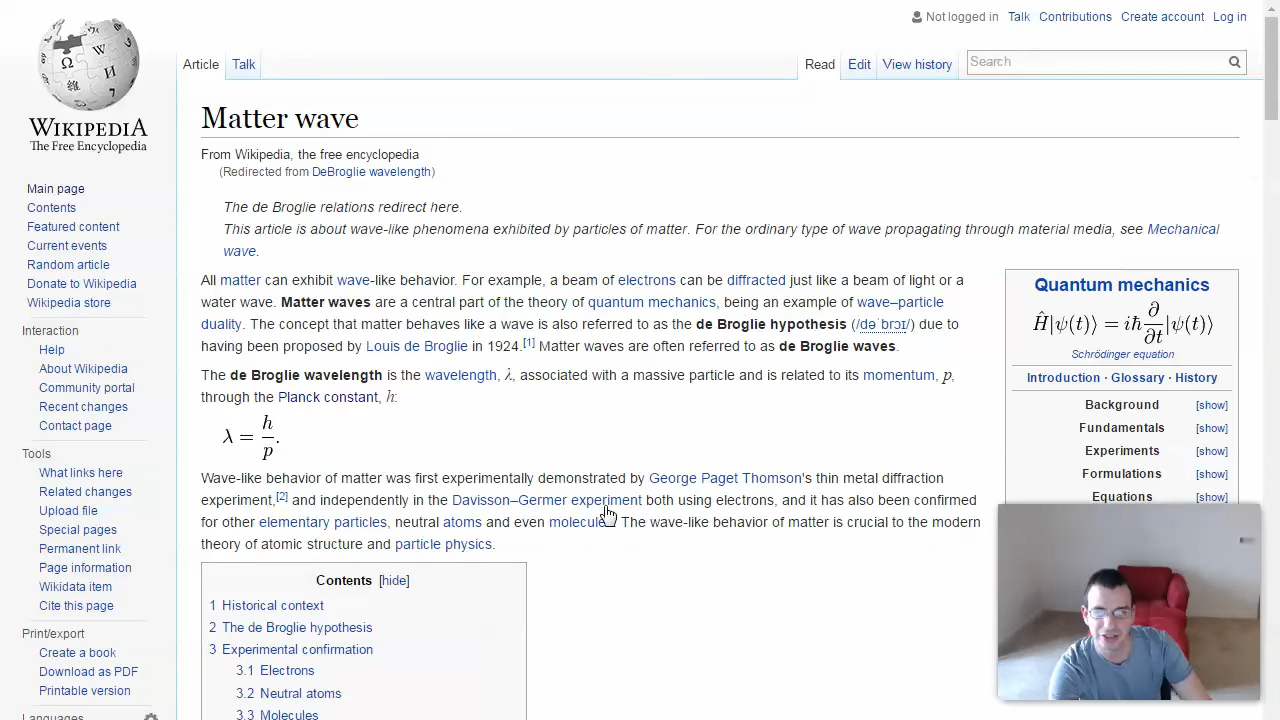 Not logged in Talk Contributions Create account Log in
Article Talk Read Edit View history Search
WIKIPEDIA
The Free Encyclopedia
Main page
Contents
Featured content
Current events
Random article
Donate to Wikipedia
Wikipedia store
Interaction
Help
About Wikipedia
Community portal
Recent changes
Contact page
Tools
What links here
Related changes
Upload file
Special pages
Permanent link
Page information
Wikidata item
Cite this page
Print/export
Create a book
Download as PDF
Printable version
Languages
Matter wave
From Wikipedia, the free encyclopedia
(Redirected from DeBroglie wavelength)
The de Broglie relations redirect here.
This article is about wave-like phenomena exhibited by particles of matter. For the ordinary type of wave propagating through material media, see Mechanical
wave.
All matter can exhibit wave-like behavior. For example, a beam of electrons can be diffracted just like a beam of light or a
water wave. Matter waves are a central part of the theory of quantum mechanics, being an example of wave–particle
duality. The concept that matter behaves like a wave is also referred to as the de Broglie hypothesis (/dəˈbrɔɪ/) due to
having been proposed by Louis de Broglie in 1924.[1] Matter waves are often referred to as de Broglie waves.
The de Broglie wavelength is the wavelength, λ, associated with a massive particle and is related to its momentum, p,
through the Planck constant, h:
λ = h/p.
Wave-like behavior of matter was first experimentally demonstrated by George Paget Thomson's thin metal diffraction
experiment,[2] and independently in the Davisson–Germer experiment both using electrons, and it has also been confirmed
for other elementary particles, neutral atoms and even The wave-like behavior of matter is crucial to the modern
theory of atomic structure and particle physics.
Contents [hide]
1 Historical context
2 The de Broglie hypothesis
3 Experimental confirmation
3.1 Electrons
3.2 Neutral atoms
3.3 Molecules
Quantum mechanics
Ĥ|ψ(t)⟩ = iħ ∂/∂t |ψ(t)⟩
Schrödinger equation
Introduction · Glossary · History
Background [show]
Fundamentals [show]
Experiments [show]
Formulations [show]
Equations [show]